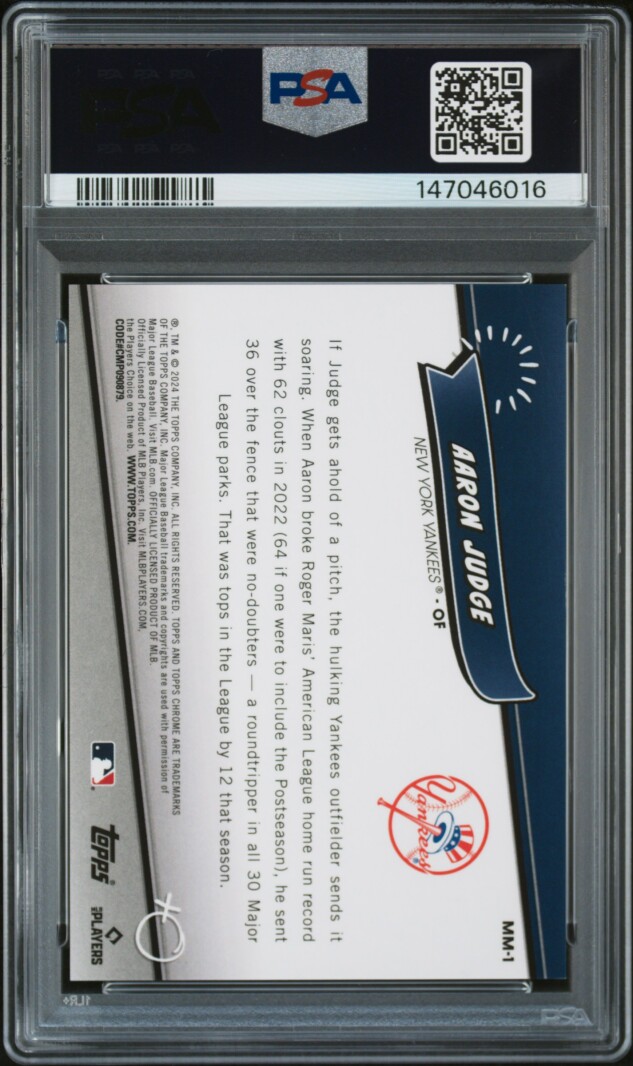 PSA
147046016
MM-1
AARON JUDGE
NEW YORK YANKEES® - OF
Yankees
If Judge gets ahold of a pitch, the hulking Yankees outfielder sends it
soaring. When Aaron broke Roger Maris' American League home run record
with 62 clouts in 2022 (64 if one were to include the Postseason), he sent
36 over the fence that were no-doubters — a roundtripper in all 30 Major
League parks. That was tops in the League by 12 that season.
®, TM & © 2024 THE TOPPS COMPANY, INC. ALL RIGHTS RESERVED. TOPPS AND TOPPS CHROME ARE TRADEMARKS
OF THE TOPPS COMPANY, INC. Major League Baseball trademarks and copyrights are used with permission of
Major League Baseball. Visit MLB.com. OFFICIALLY LICENSED PRODUCT OF MLB.
Officially Licensed Product of MLB Players, Inc. Visit MLBPLAYERS.COM,
the Players Choice on the web. WWW.TOPPS.COM.
CODE#CMP090879.
topps®
MLB PLAYERS
1LR+
PSA